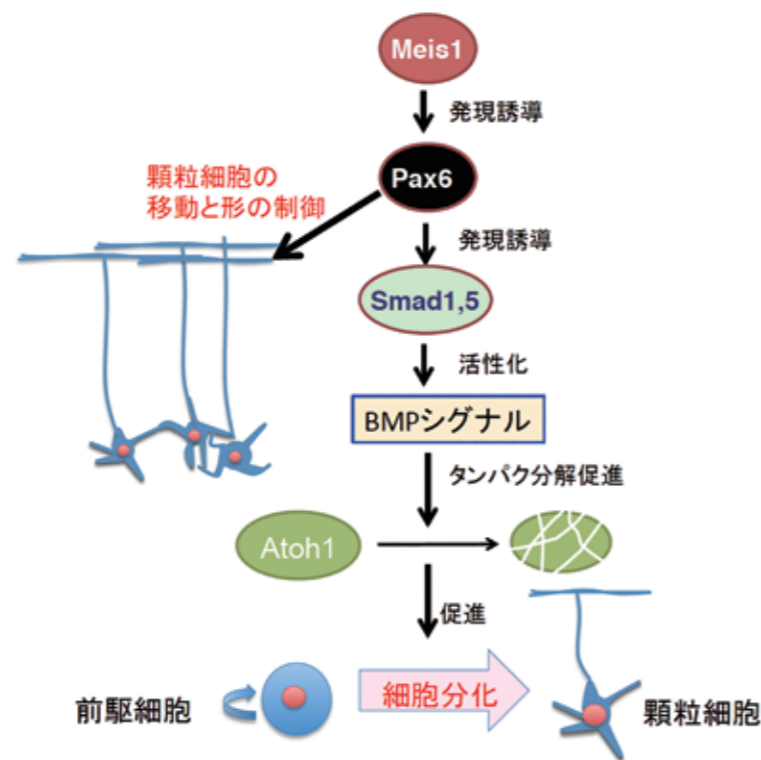 Meis1
発現誘導
Pax6
顆粒細胞の
移動と形の制御
発現誘導
Smad1,5
活性化
BMPシグナル
タンパク分解促進
Atoh1
促進
前駆細胞
細胞分化
顆粒細胞